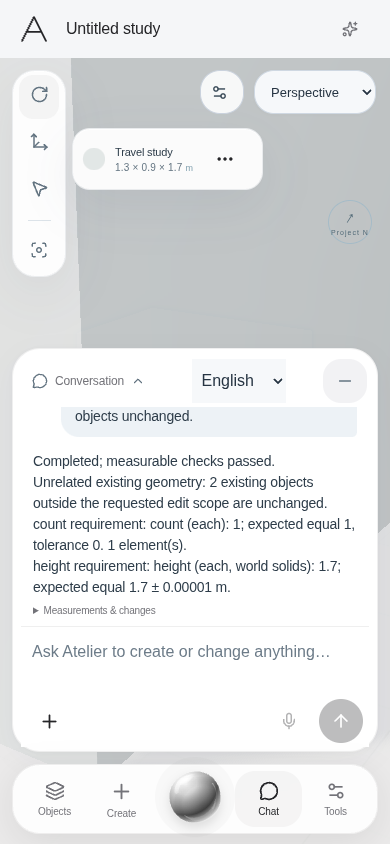 Untitled study
Perspective
Travel study
1.3 × 0.9 × 1.7 m
Project N
Conversation
English
objects unchanged.
Completed; measurable checks passed.
Unrelated existing geometry: 2 existing objects
outside the requested edit scope are unchanged.
count requirement: count (each): 1; expected equal 1,
tolerance 0. 1 element(s).
height requirement: height (each, world solids): 1.7;
expected equal 1.7 ± 0.00001 m.
Measurements & changes
Ask Atelier to create or change anything…
Objects
Create
Chat
Tools